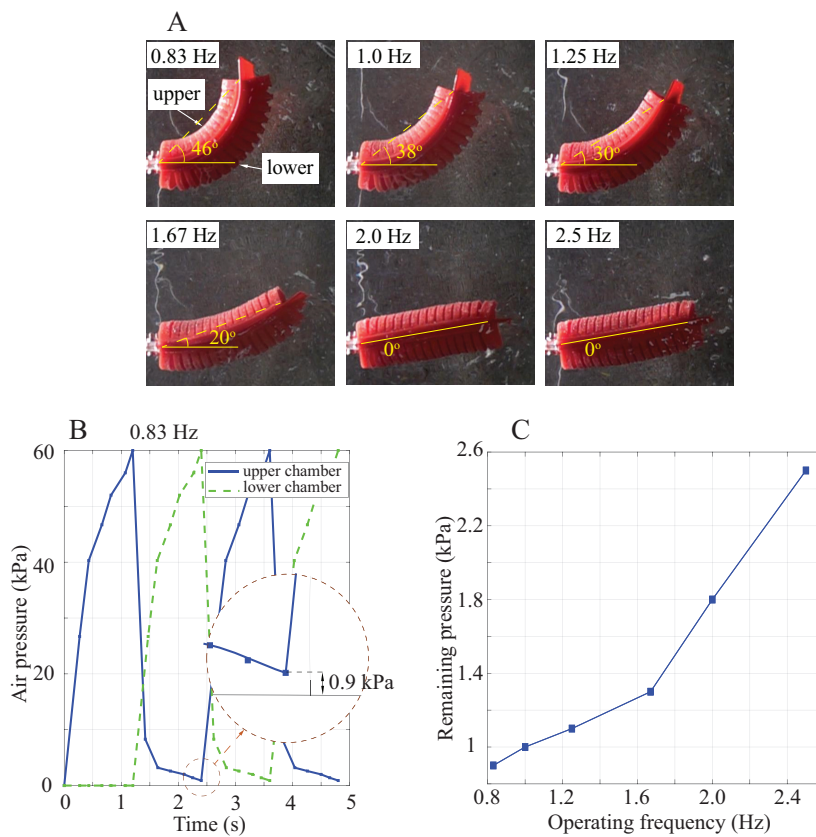 A
0.83 Hz
1.0 Hz
1.25 Hz
upper
46°
38°
30°
lower
1.67 Hz
2.0 Hz
2.5 Hz
20°
0°
0°
B
0.83 Hz
C
60
40
20
0
Air pressure (kPa)
upper chamber
lower chamber
0.9 kPa
0 1 2 3 4 5
Time (s)
2.6
2.2
1.8
1.4
1
Remaining pressure (kPa)
0.8 1.2 1.6 2.0 2.4
Operating frequency (Hz)